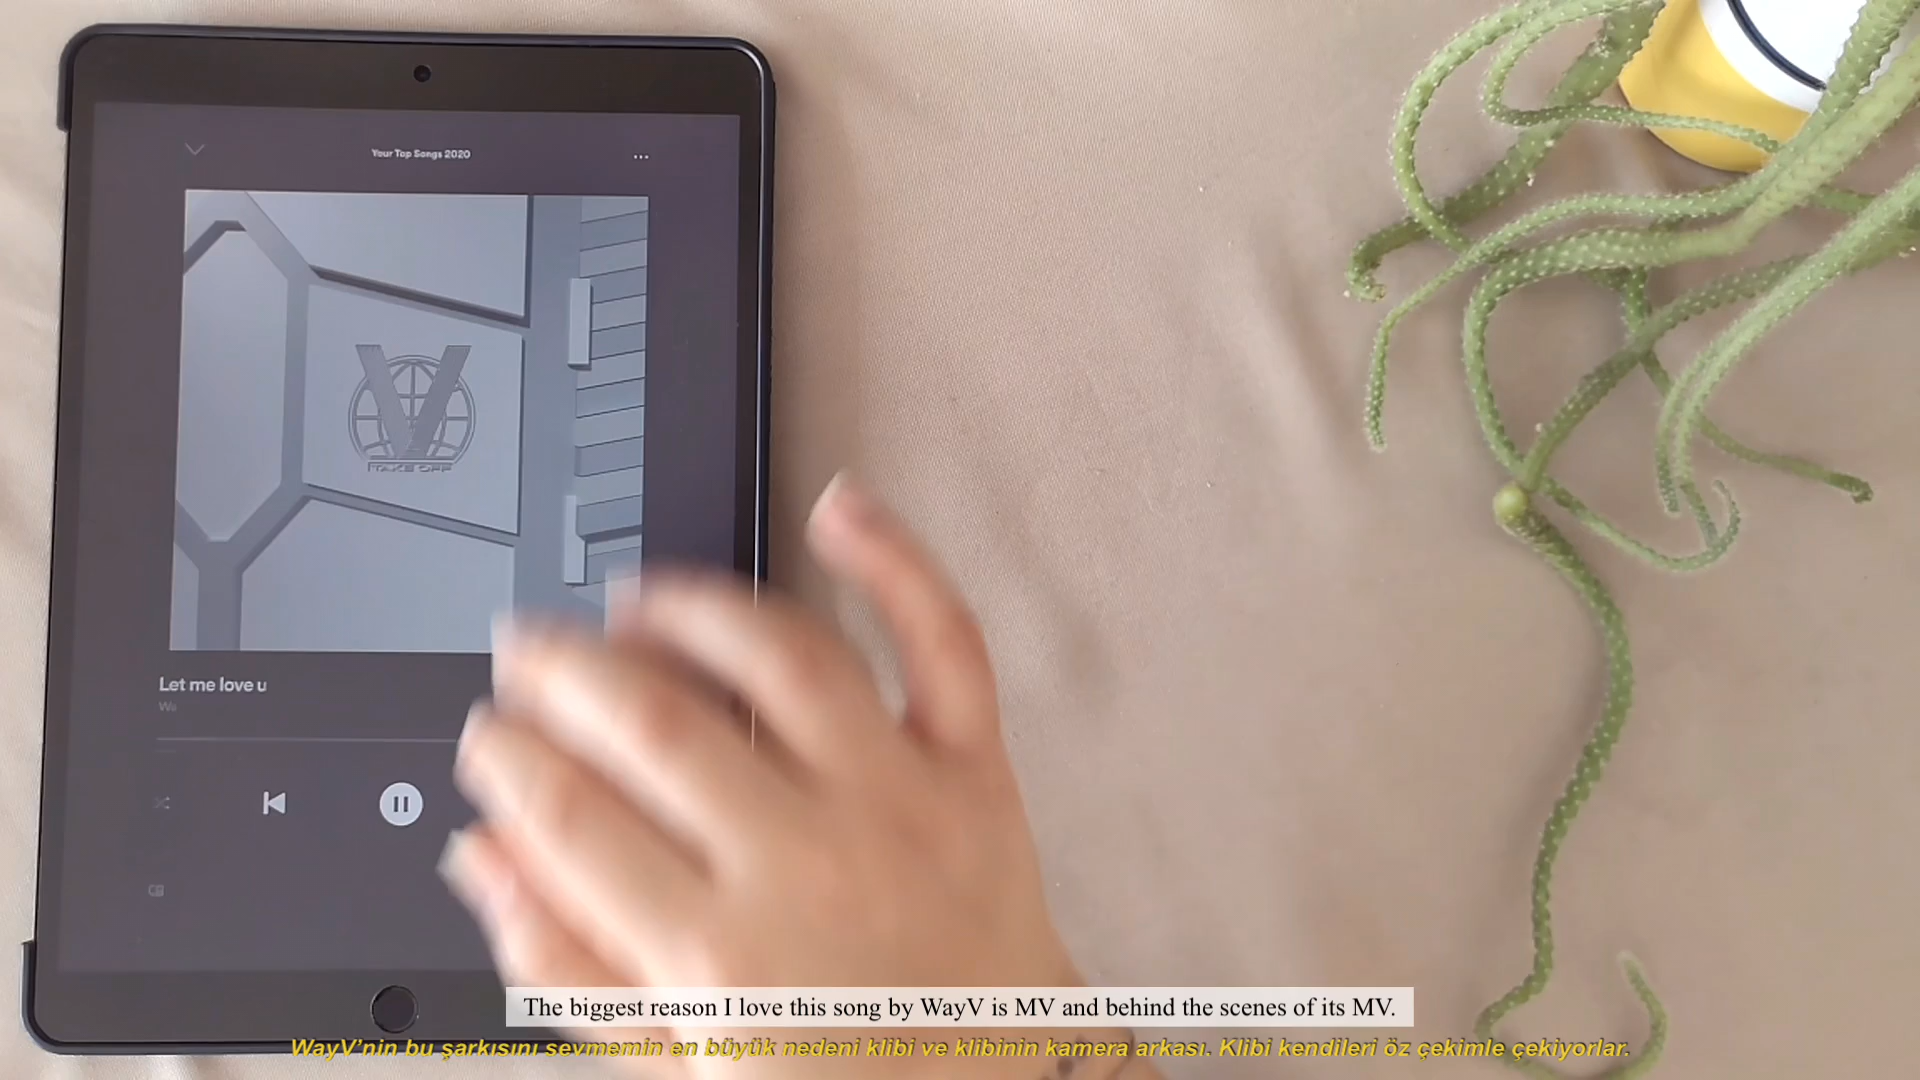 Your Top Songs 2020
V
TAKE OFF
Let me love u
The biggest reason I love this song by WayV is MV and behind the scenes of its MV.
WayV'nin bu şarkısını sevmemin en büyük nedeni klibi ve klibinin kamera arkası. Klibi kendileri öz çekimle çekiyorlar.